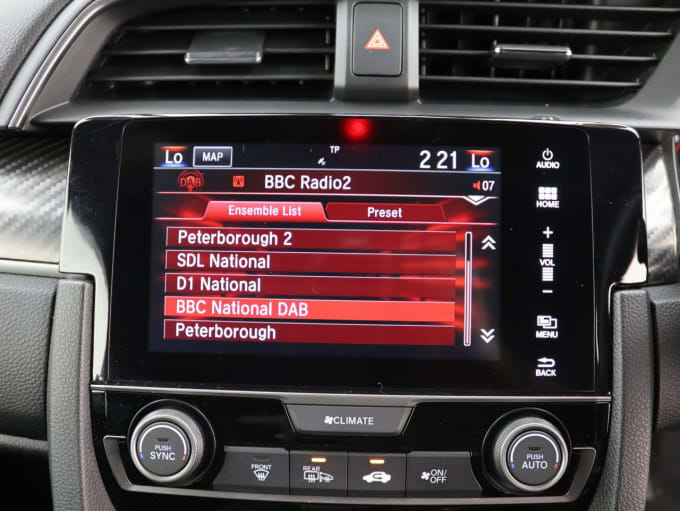 TP
Lo MAP 2 21 Lo
DAB BBC Radio2 07
Ensemble List Preset
Peterborough 2
SDL National
D1 National
BBC National DAB
Peterborough
AUDIO
HOME
+
VOL
−
MENU
BACK
CLIMATE
PUSH
SYNC
FRONT
REAR
ON/
OFF
PUSH
AUTO